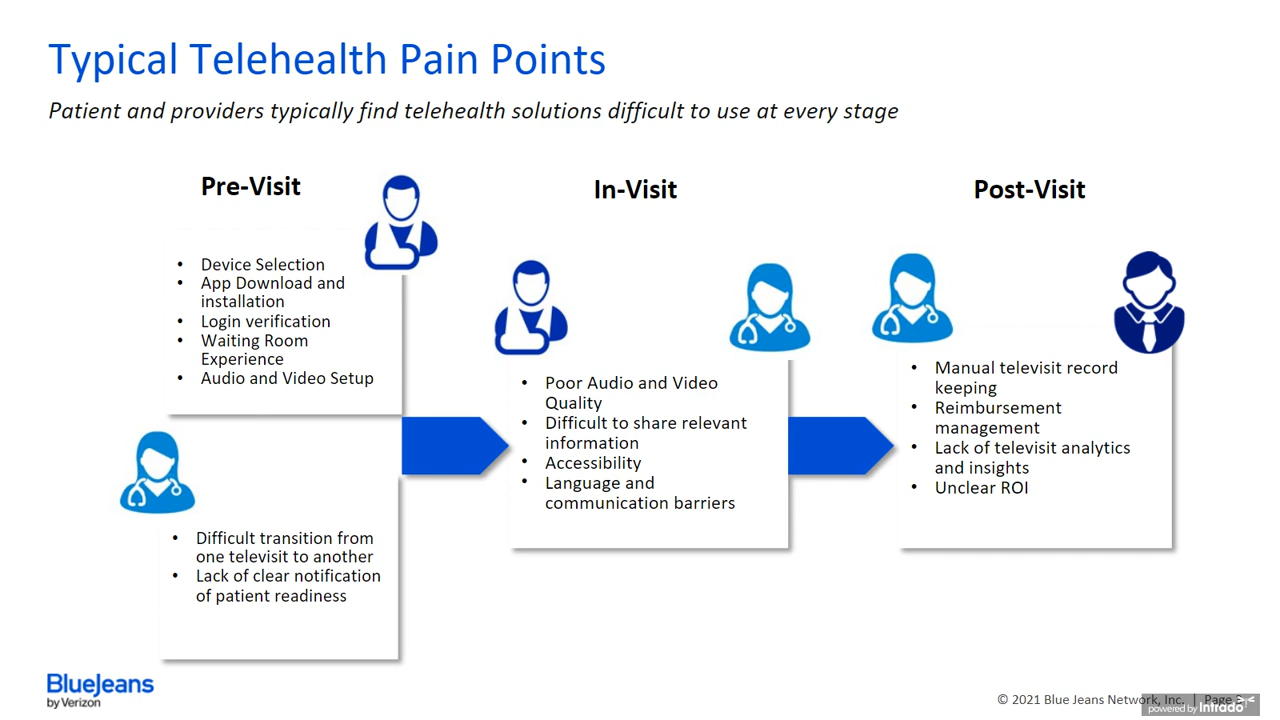 Typical Telehealth Pain Points
Patient and providers typically find telehealth solutions difficult to use at every stage
Pre-Visit
• Device Selection
• App Download and
installation
• Login verification
• Waiting Room
Experience
• Audio and Video Setup
• Difficult transition from
one televisit to another
• Lack of clear notification
of patient readiness
In-Visit
• Poor Audio and Video
Quality
• Difficult to share relevant
information
• Accessibility
• Language and
communication barriers
Post-Visit
• Manual televisit record
keeping
• Reimbursement
management
• Lack of televisit analytics
and insights
• Unclear ROI
BlueJeans
by Verizon
© 2021 Blue Jeans Network, Inc. | Page
powered by intrado